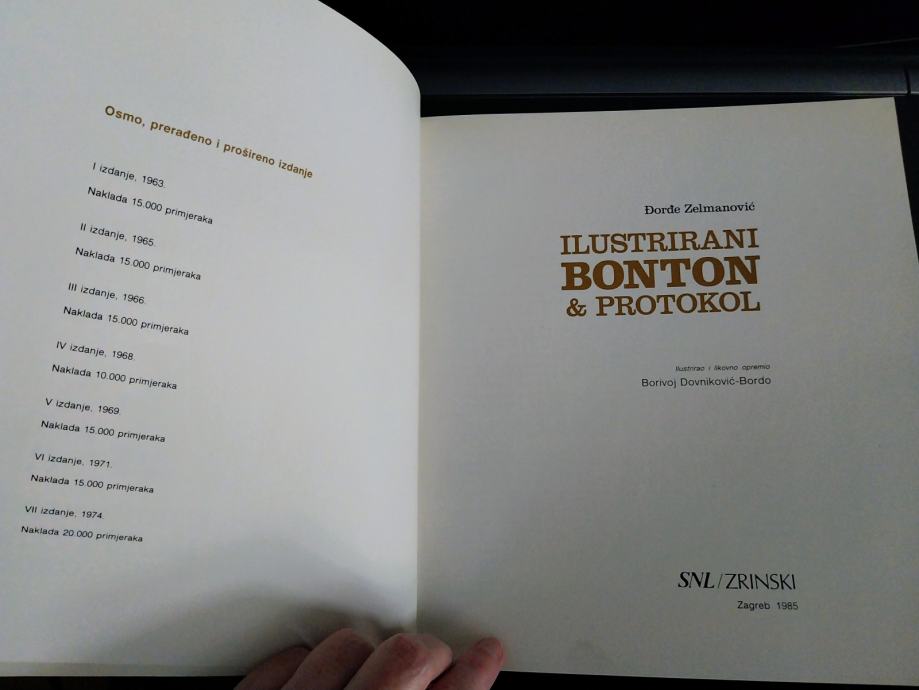 Osmo, prerađeno i prošireno izdanje
I izdanje, 1963.
Naklada 15.000 primjeraka
II izdanje, 1965.
Naklada 15.000 primjeraka
III izdanje, 1966.
Naklada 15.000 primjeraka
IV izdanje, 1968.
Naklada 10.000 primjeraka
V izdanje, 1969.
Naklada 15.000 primjeraka
VI izdanje, 1971.
Naklada 15.000 primjeraka
VII izdanje, 1974.
Naklada 20.000 primjeraka
Đorđe Zelmanović
ILUSTRIRANI
BONTON
& PROTOKOL
Ilustrirao i likovno opremio
Borivoj Dovniković-Bordo
SNL/ZRINSKI
Zagreb 1985